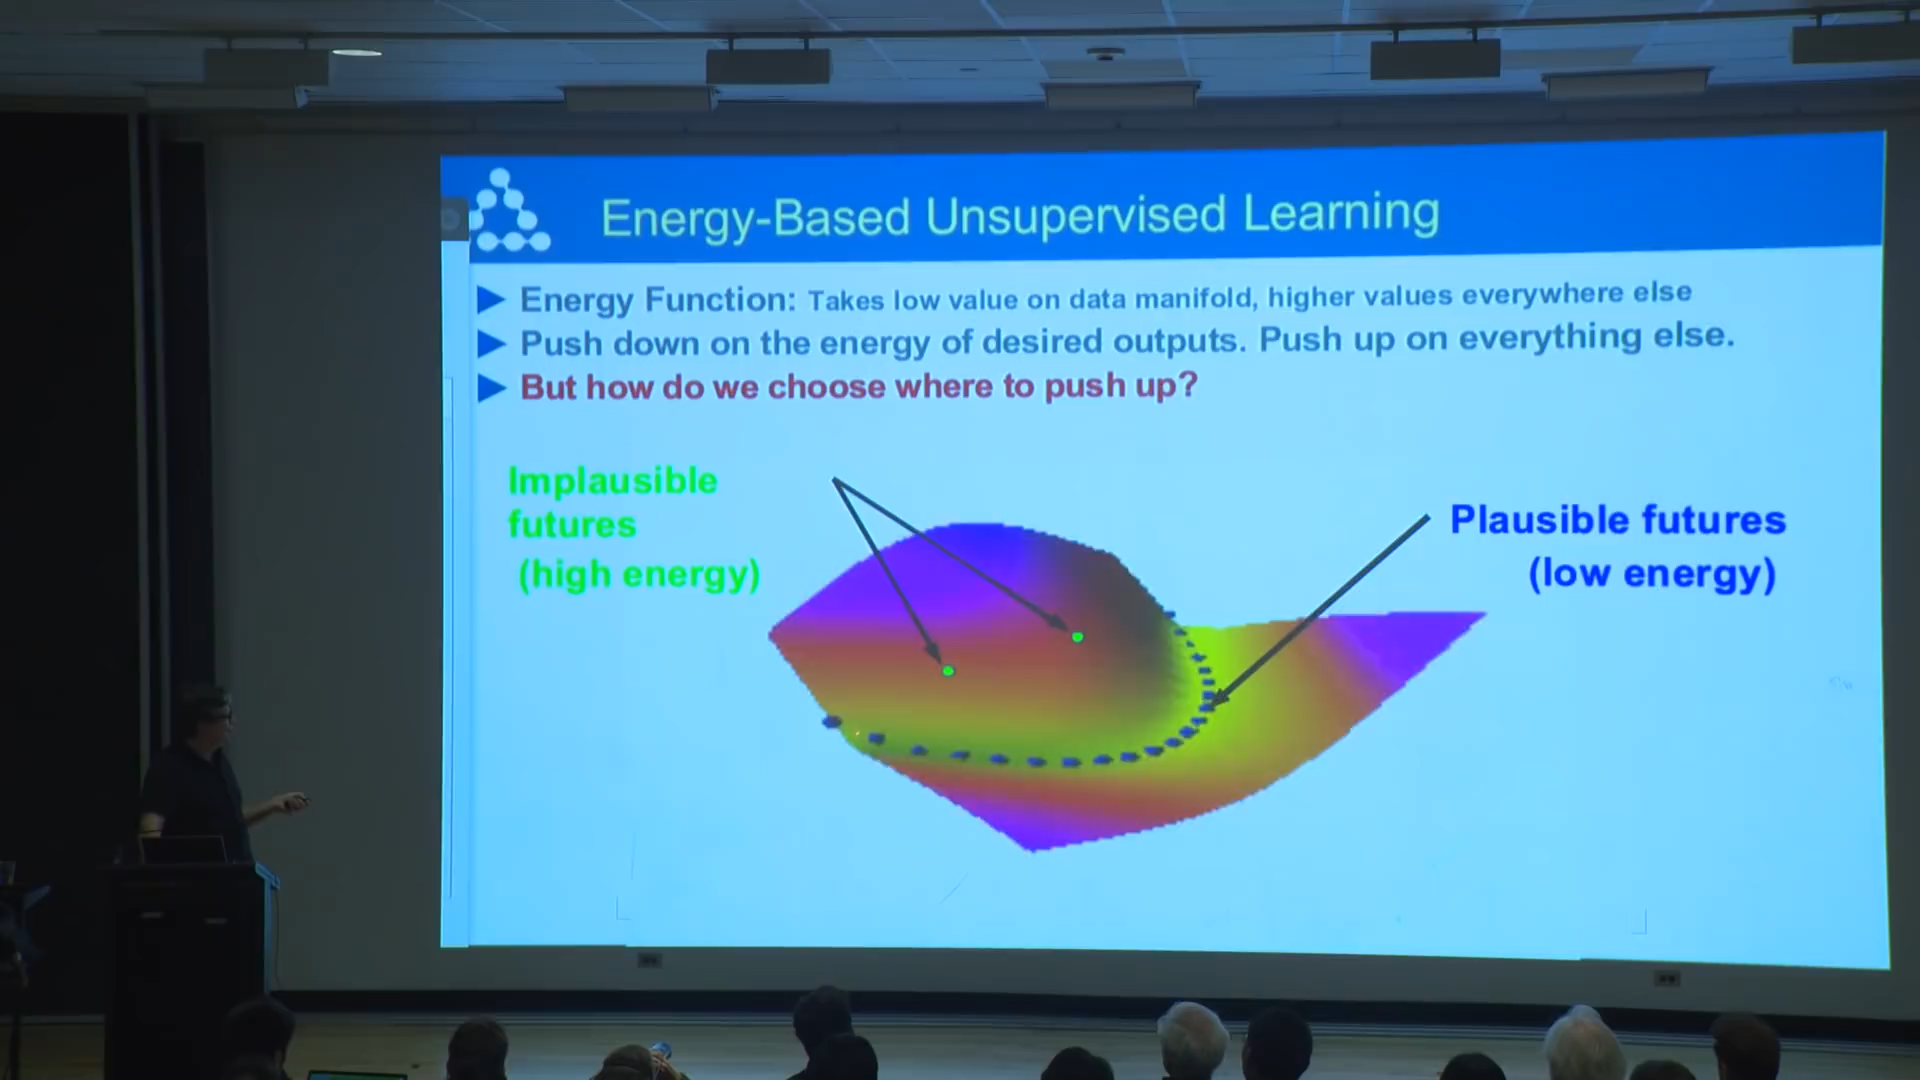 Energy-Based Unsupervised Learning
Energy Function: Takes low value on data manifold, higher values everywhere else
Push down on the energy of desired outputs. Push up on everything else.
But how do we choose where to push up?
Implausible
futures
(high energy)
Plausible futures
(low energy)